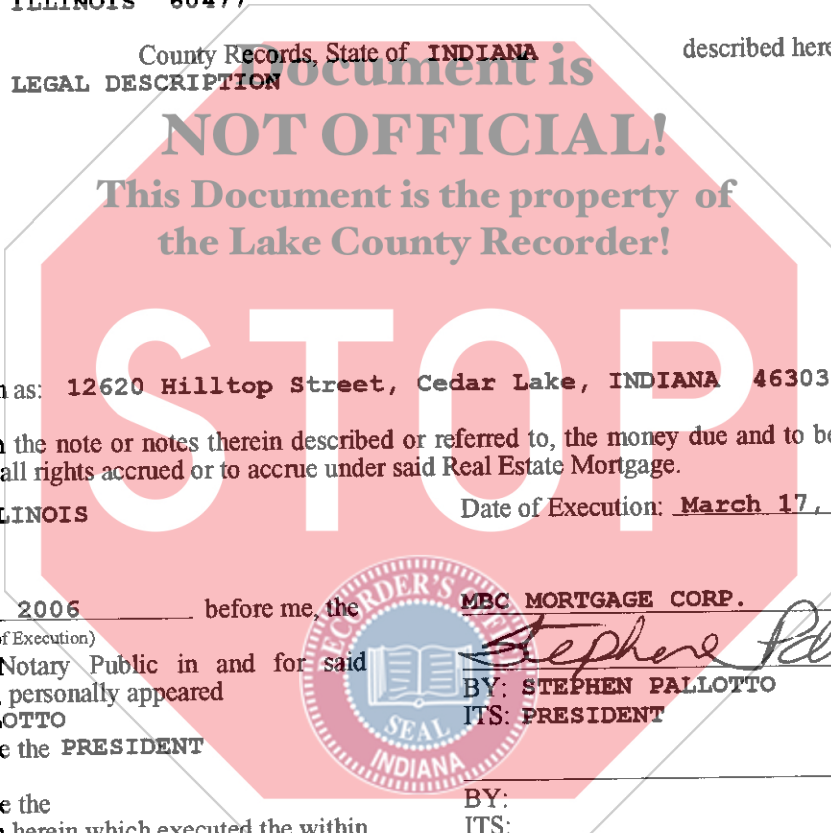 ILLINOIS 60477
County Records, State of INDIANA described here
LEGAL DESCRIPTION
Document is
NOT OFFICIAL!
This Document is the property of
the Lake County Recorder!
STOP
n as: 12620 Hilltop Street, Cedar Lake, INDIANA 46303
the note or notes therein described or referred to, the money due and to be
all rights accrued or to accrue under said Real Estate Mortgage.
LINOIS Date of Execution: March 17,
2006 before me, the MBC MORTGAGE CORP.
of Execution)
Stephen Pal
Notary Public in and for said
personally appeared BY: STEPHEN PALLOTTO
OTTO ITS: PRESIDENT
e the PRESIDENT
RECORDER'S OFFICE
SEAL
INDIANA
e the BY:
herein which executed the within ITS: